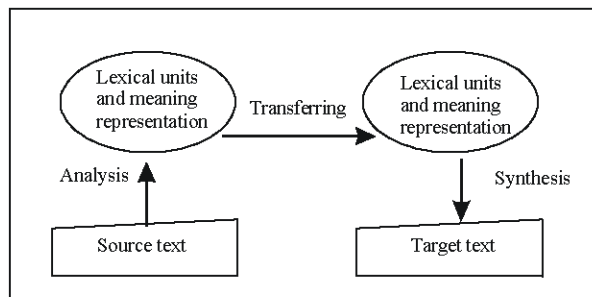 Lexical units
and meaning
representation
Transferring
Lexical units
and meaning
representation
Analysis
Synthesis
Source text
Target text